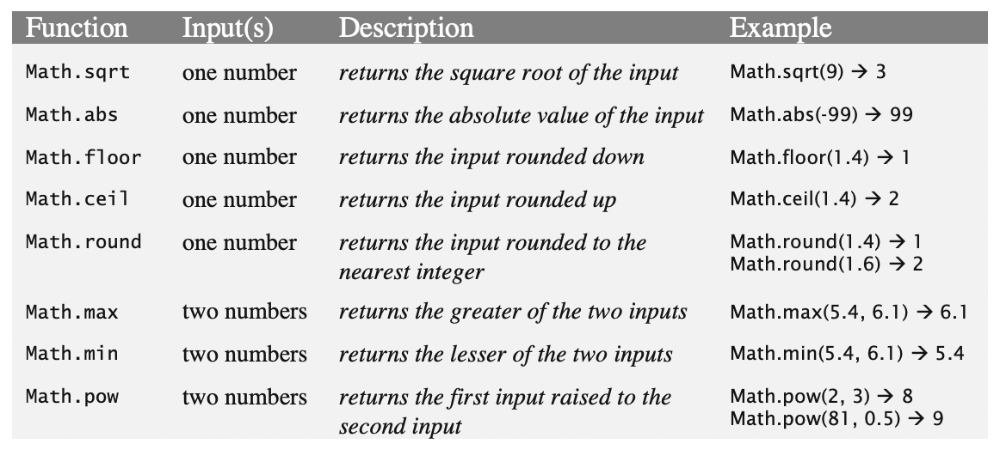 Function Input(s) Description Example
Math.sqrt one number returns the square root of the input Math.sqrt(9) → 3
Math.abs one number returns the absolute value of the input Math.abs(-99) → 99
Math.floor one number returns the input rounded down Math.floor(1.4) → 1
Math.ceil one number returns the input rounded up Math.ceil(1.4) → 2
Math.round one number returns the input rounded to the Math.round(1.4) → 1
nearest integer Math.round(1.6) → 2
Math.max two numbers returns the greater of the two inputs Math.max(5.4, 6.1) → 6.1
Math.min two numbers returns the lesser of the two inputs Math.min(5.4, 6.1) → 5.4
Math.pow two numbers returns the first input raised to the Math.pow(2, 3) → 8
second input Math.pow(81, 0.5) → 9